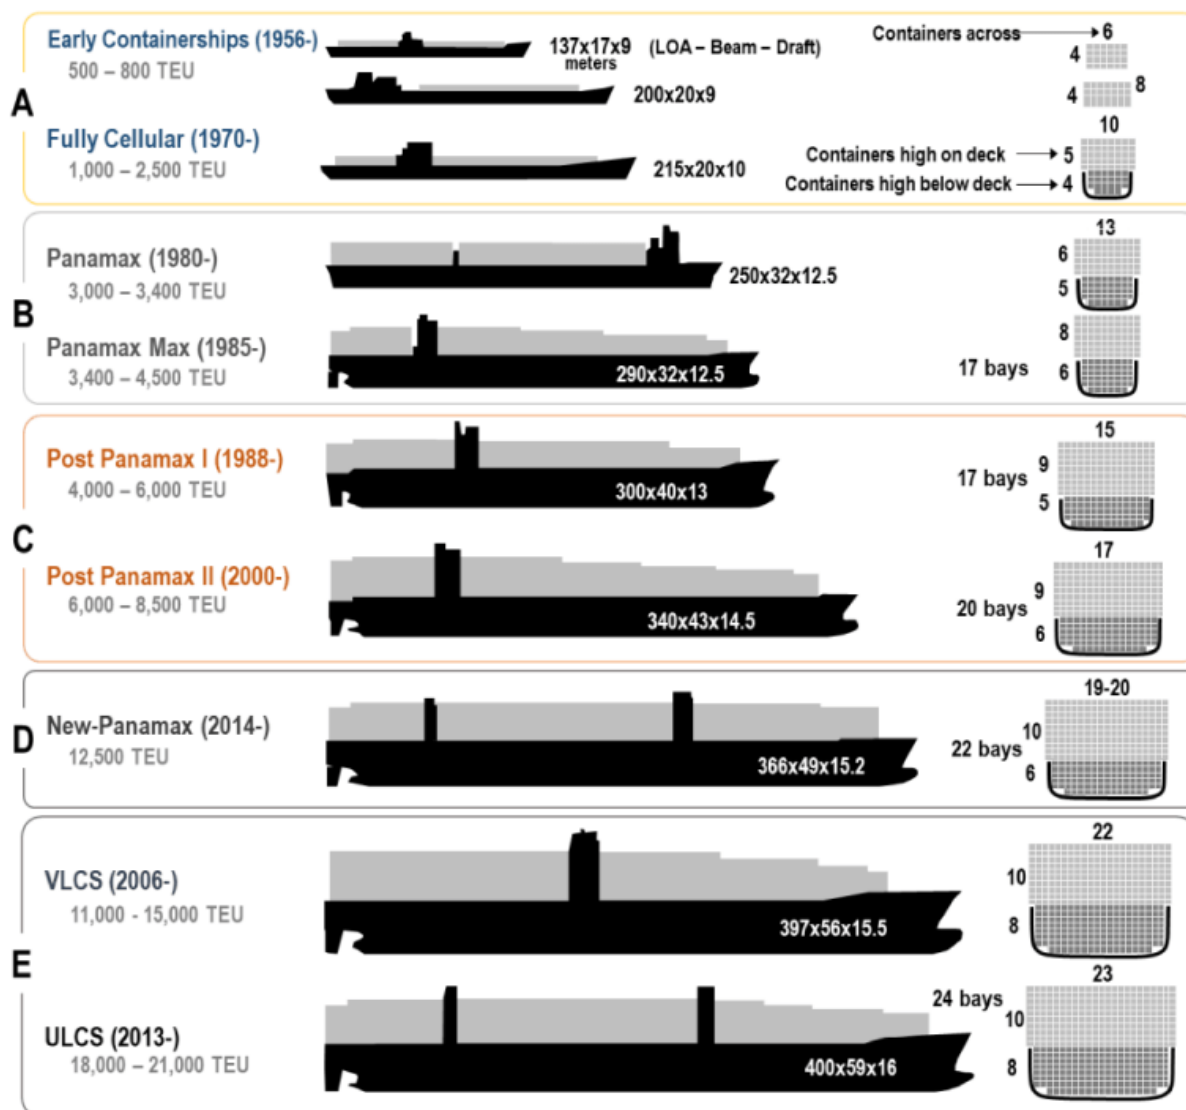 A
Early Containerships (1956-)
500 – 800 TEU
137x17x9 (LOA – Beam – Draft)
meters
Containers across 6
4
200x20x9
4 8
Fully Cellular (1970-)
1,000 – 2,500 TEU
215x20x10
10
Containers high on deck 5
Containers high below deck 4
B
Panamax (1980-)
3,000 – 3,400 TEU
250x32x12.5
13
6
5
Panamax Max (1985-)
3,400 – 4,500 TEU
290x32x12.5
17 bays
8
6
C
Post Panamax I (1988-)
4,000 – 6,000 TEU
300x40x13
15
17 bays
9
5
Post Panamax II (2000-)
6,000 – 8,500 TEU
340x43x14.5
17
20 bays
9
6
D
New-Panamax (2014-)
12,500 TEU
366x49x15.2
19-20
22 bays
10
6
E
VLCS (2006-)
11,000 - 15,000 TEU
397x56x15.5
22
10
8
ULCS (2013-)
18,000 – 21,000 TEU
400x59x16
23
24 bays
10
8